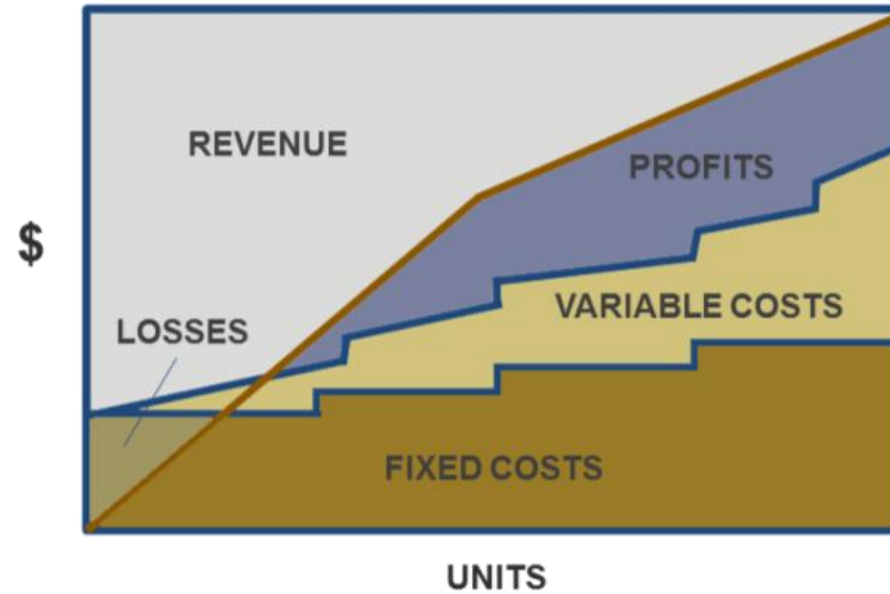 REVENUE
PROFITS
$
VARIABLE COSTS
LOSSES
FIXED COSTS
UNITS